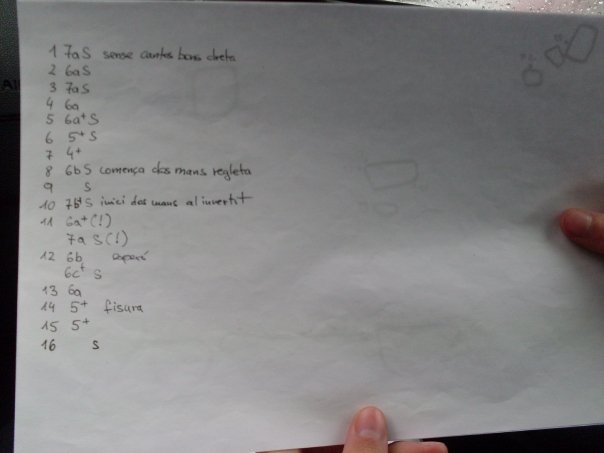 1 7a S sense cantos bons dreta
2 6a S
3 7a S
4 6a
5 6a+ S
6 5+ S
7 4+
8 6b S comença dos mans regleta
9 S
10 7b+ S inici dos mans al invertit
11 6a+ (!)
7a S (!)
12 6b
6c+ S
13 6a
14 5+ fisura
15 5+
16 S